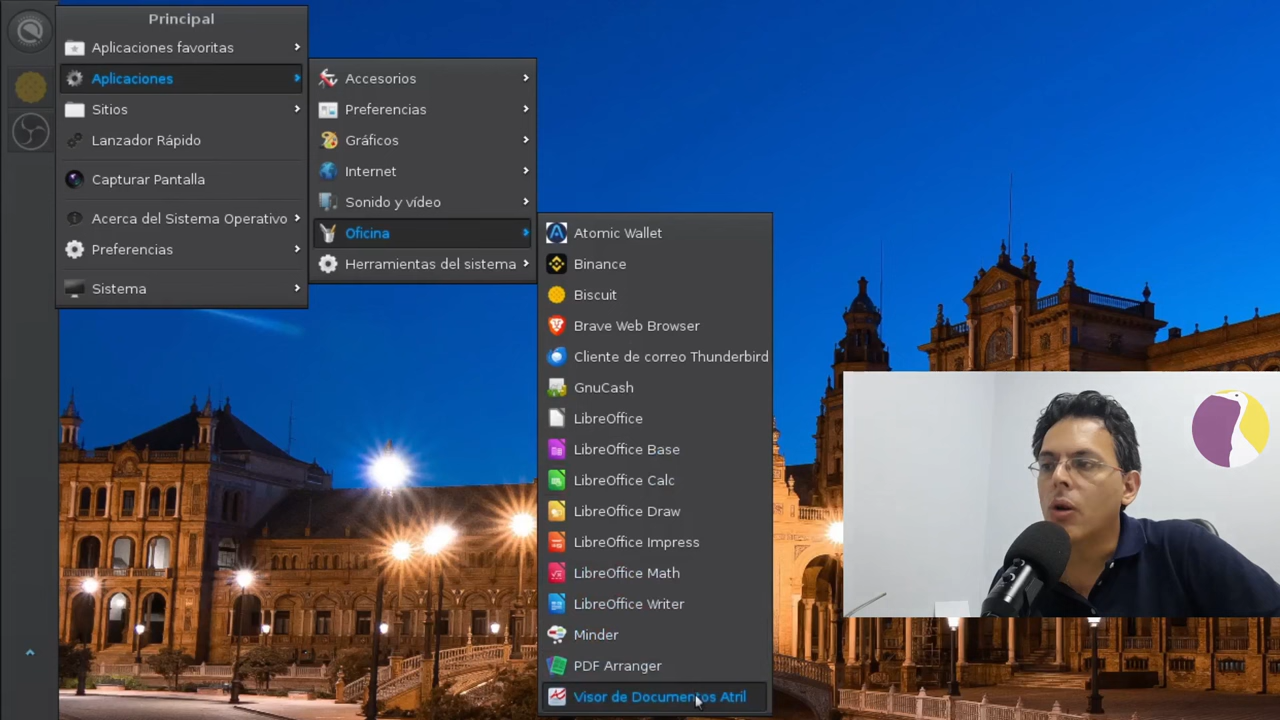 Principal
Aplicaciones favoritas
Aplicaciones
Sitios
Lanzador Rápido
Capturar Pantalla
Acerca del Sistema Operativo
Preferencias
Sistema
Accesorios
Preferencias
Gráficos
Internet
Sonido y vídeo
Oficina
Herramientas del sistema
Atomic Wallet
Binance
Biscuit
Brave Web Browser
Cliente de correo Thunderbird
GnuCash
LibreOffice
LibreOffice Base
LibreOffice Calc
LibreOffice Draw
LibreOffice Impress
LibreOffice Math
LibreOffice Writer
Minder
PDF Arranger
Visor de Documentos Atril